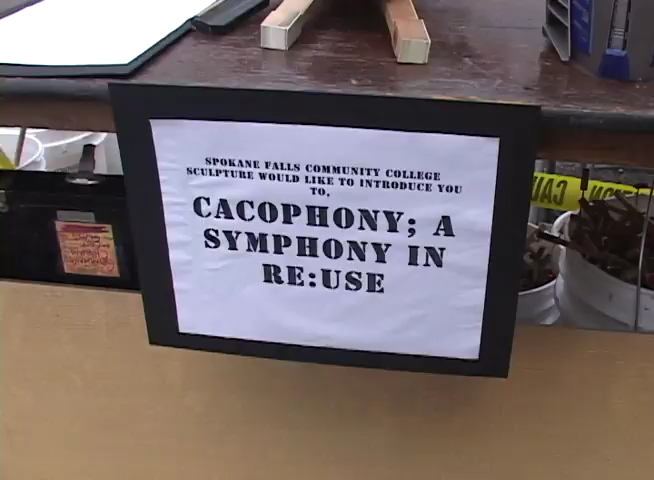 SPOKANE FALLS COMMUNITY COLLEGE
SCULPTURE WOULD LIKE TO INTRODUCE YOU
TO,
CACOPHONY; A
SYMPHONY IN
RE:USE